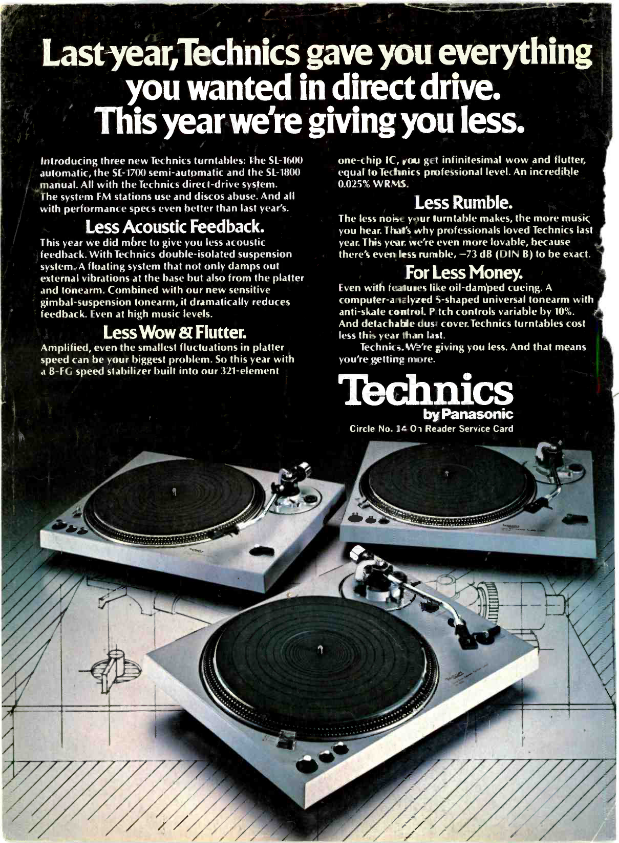 Last year, Technics gave you everything
you wanted in direct drive.
This year we're giving you less.
Introducing three new Technics turntables: the SL-1600
automatic, the SL-1700 semi-automatic and the SL-1800
manual. All with the Technics direct-drive system.
The system FM stations use and discos abuse. And all
with performance specs even better than last year's.
Less Acoustic Feedback.
This year we did more to give you less acoustic
feedback. With Technics double-isolated suspension
system. A floating system that not only damps out
external vibrations at the base but also from the platter
and tonearm. Combined with our new sensitive
gimbal-suspension tonearm, it dramatically reduces
feedback. Even at high music levels.
Less Wow & Flutter.
Amplified, even the smallest fluctuations in platter
speed can be your biggest problem. So this year with
a B-FG speed stabilizer built into our 321-element
one-chip IC, you get infinitesimal wow and flutter,
equal to Technics professional level. An incredible
0.025% WRMS.
Less Rumble.
The less noise your turntable makes, the more music
you hear. That's why professionals loved Technics last
year. This year we're even more lovable, because
there's even less rumble, −73 dB (DIN B) to be exact.
For Less Money.
Even with features like oil-damped cueing. A
computer-analyzed S-shaped universal tonearm with
anti-skate control. Pitch controls variable by 10%.
And detachable dust cover. Technics turntables cost
less this year than last.
Technics. We're giving you less. And that means
you're getting more.
Technics
by Panasonic
Circle No. 14 On Reader Service Card